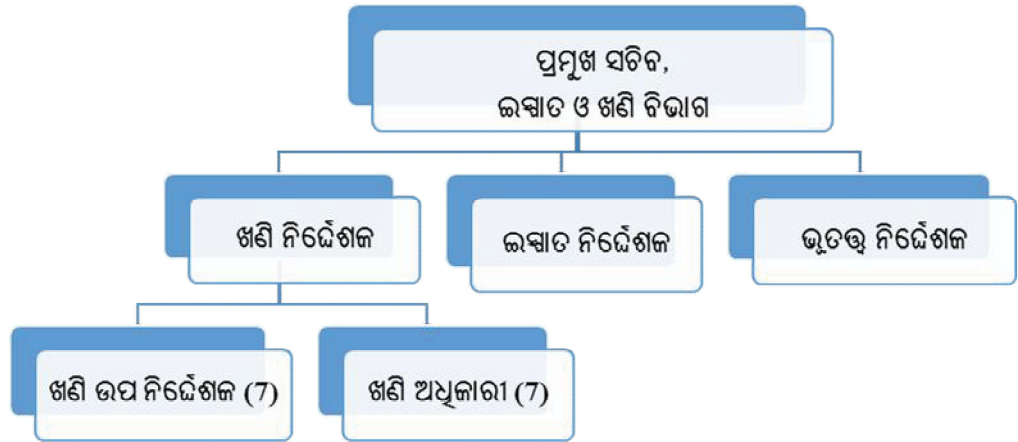 ପ୍ରମୁଖ ସଚିବ,
ଇସ୍ପାତ ଓ ଖଣି ବିଭାଗ
ଖଣି ନିର୍ଦ୍ଦେଶକ
ଇସ୍ପାତ ନିର୍ଦ୍ଦେଶକ
ଭୂତତ୍ତ୍ୱ ନିର୍ଦ୍ଦେଶକ
ଖଣି ଉପ ନିର୍ଦ୍ଦେଶକ (7)
ଖଣି ଅଧିକାରୀ (7)